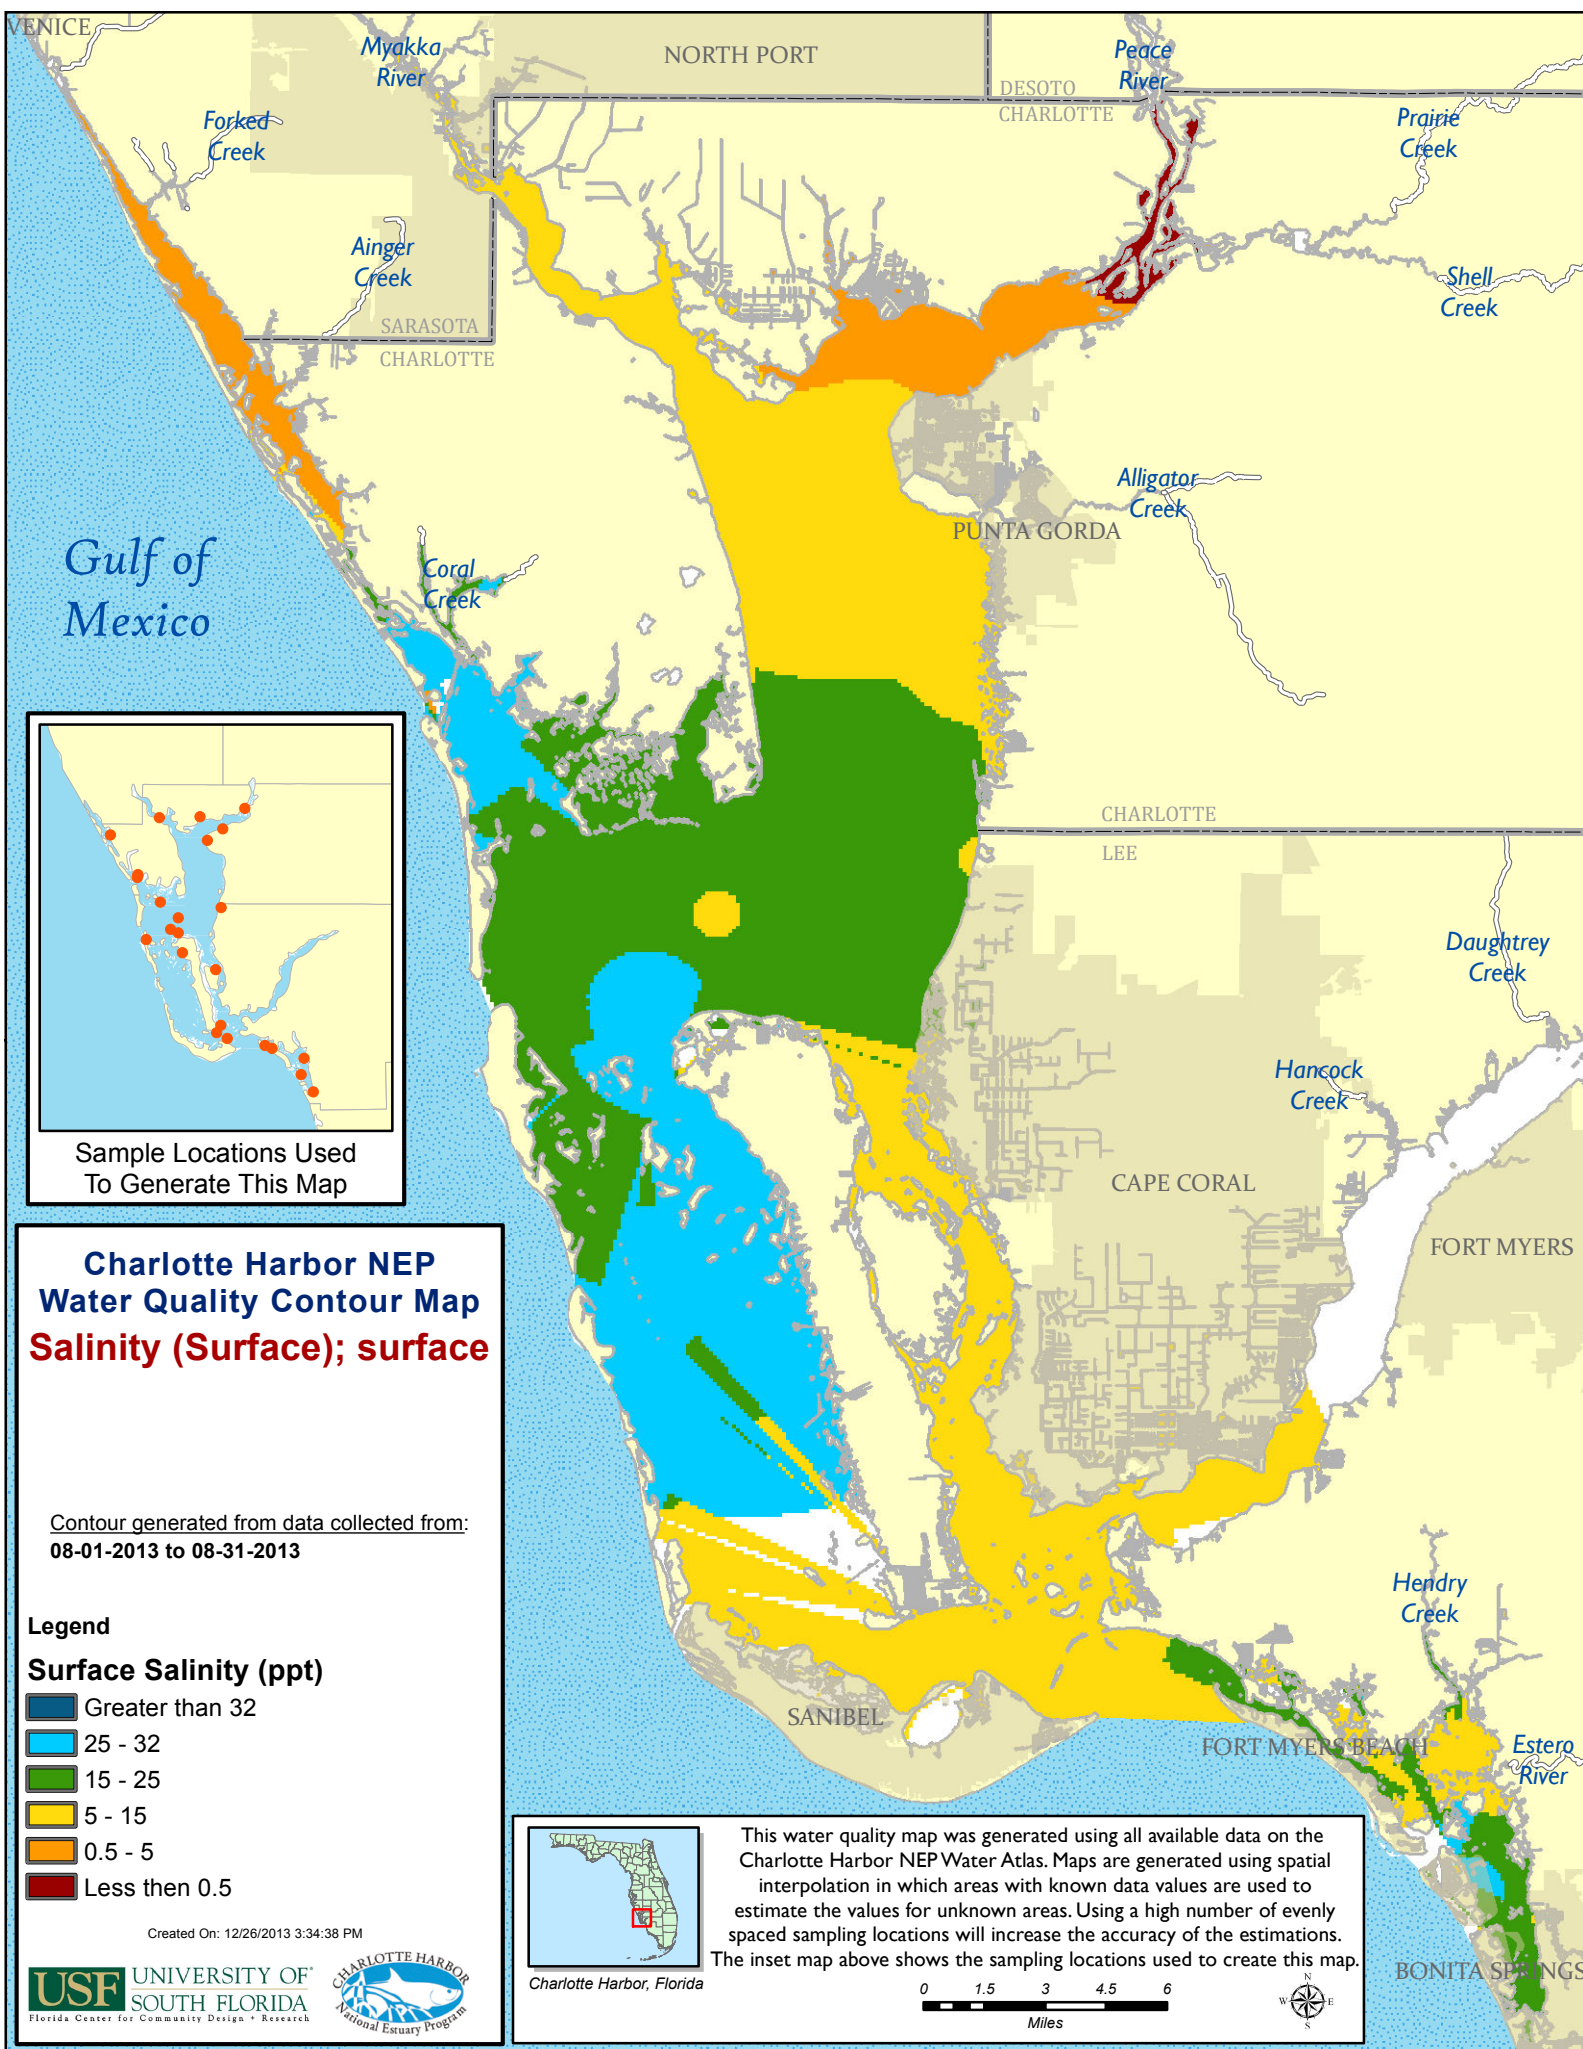 VENICE
Myakka
River
NORTH PORT
Peace
River
DESOTO
CHARLOTTE
Forked
Creek
Prairie
Creek
Ainger
Creek
Shell
Creek
SARASOTA
CHARLOTTE
Alligator
Creek
PUNTA GORDA
Gulf of
Mexico
Coral
Creek
CHARLOTTE
LEE
Daughtrey
Creek
Hancock
Creek
CAPE CORAL
FORT MYERS
Hendry
Creek
SANIBEL
FORT MYERS BEACH
Estero
River
BONITA SPRINGS
Sample Locations Used
To Generate This Map
Charlotte Harbor NEP
Water Quality Contour Map
Salinity (Surface); surface
Contour generated from data collected from:
08-01-2013 to 08-31-2013
Legend
Surface Salinity (ppt)
Greater than 32
25 - 32
15 - 25
5 - 15
0.5 - 5
Less then 0.5
Created On: 12/26/2013 3:34:38 PM
USF UNIVERSITY OF
SOUTH FLORIDA
Florida Center for Community Design + Research
CHARLOTTE HARBOR
National Estuary Program
Charlotte Harbor, Florida
This water quality map was generated using all available data on the
Charlotte Harbor NEP Water Atlas. Maps are generated using spatial
interpolation in which areas with known data values are used to
estimate the values for unknown areas. Using a high number of evenly
spaced sampling locations will increase the accuracy of the estimations.
The inset map above shows the sampling locations used to create this map.
0 1.5 3 4.5 6
Miles
N
W E
S